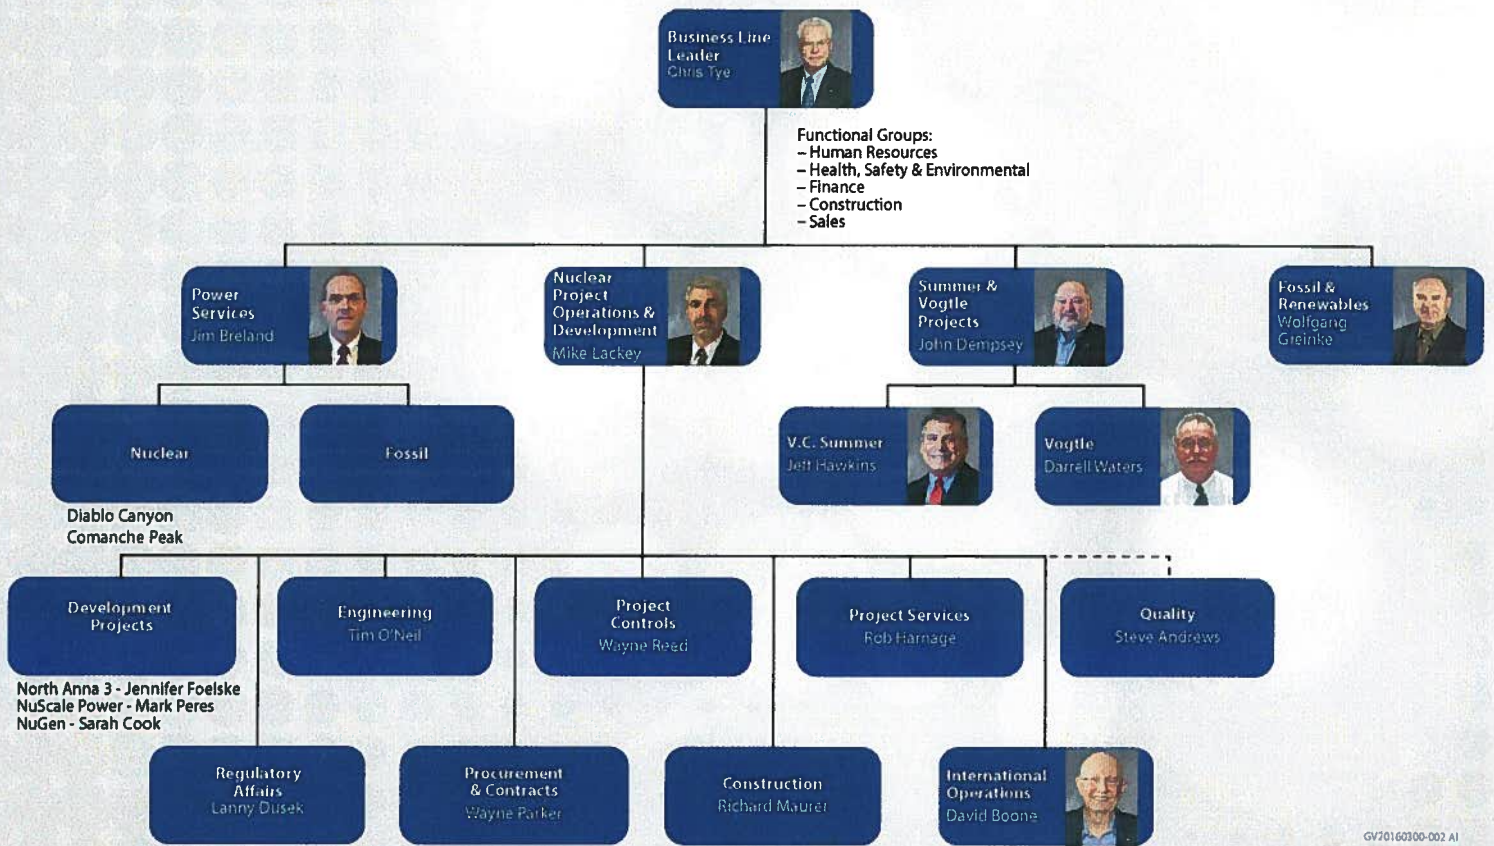 Business Line
Leader
Chris Tye
Functional Groups:
– Human Resources
– Health, Safety & Environmental
– Finance
– Construction
– Sales
Power
Services
Jim Breland
Nuclear
Project
Operations &
Development
Mike Lackey
Summer &
Vogtle
Projects
John Dempsey
Fossil &
Renewables
Wolfgang
Greinke
Nuclear
Fossil
V.C. Summer
Jeff Hawkins
Vogtle
Darrell Waters
Diablo Canyon
Comanche Peak
Development
Projects
Engineering
Tim O'Neil
Project
Controls
Wayne Reed
Project Services
Rob Harnage
Quality
Steve Andrews
North Anna 3 - Jennifer Foelske
NuScale Power - Mark Peres
NuGen - Sarah Cook
Regulatory
Affairs
Lanny Dusek
Procurement
& Contracts
Wayne Parker
Construction
Richard Maurer
International
Operations
David Boone
GV20160300-002 AI